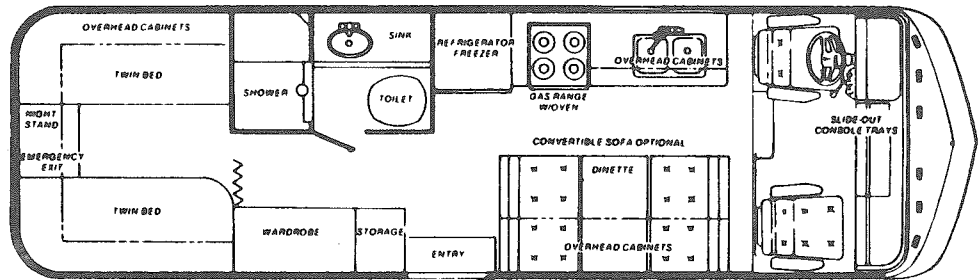 OVERHEAD CABINETS
TWIN BED
NIGHT
STAND
EMERGENCY
EXIT
TWIN BED
SHOWER
SINK
TOILET
WARDROBE
STORAGE
ENTRY
REFRIGERATOR
FREEZER
GAS RANGE
W/OVEN
OVERHEAD CABINETS
CONVERTIBLE SOFA OPTIONAL
DINETTE
OVERHEAD CABINETS
SLIDE-OUT
CONSOLE TRAYS